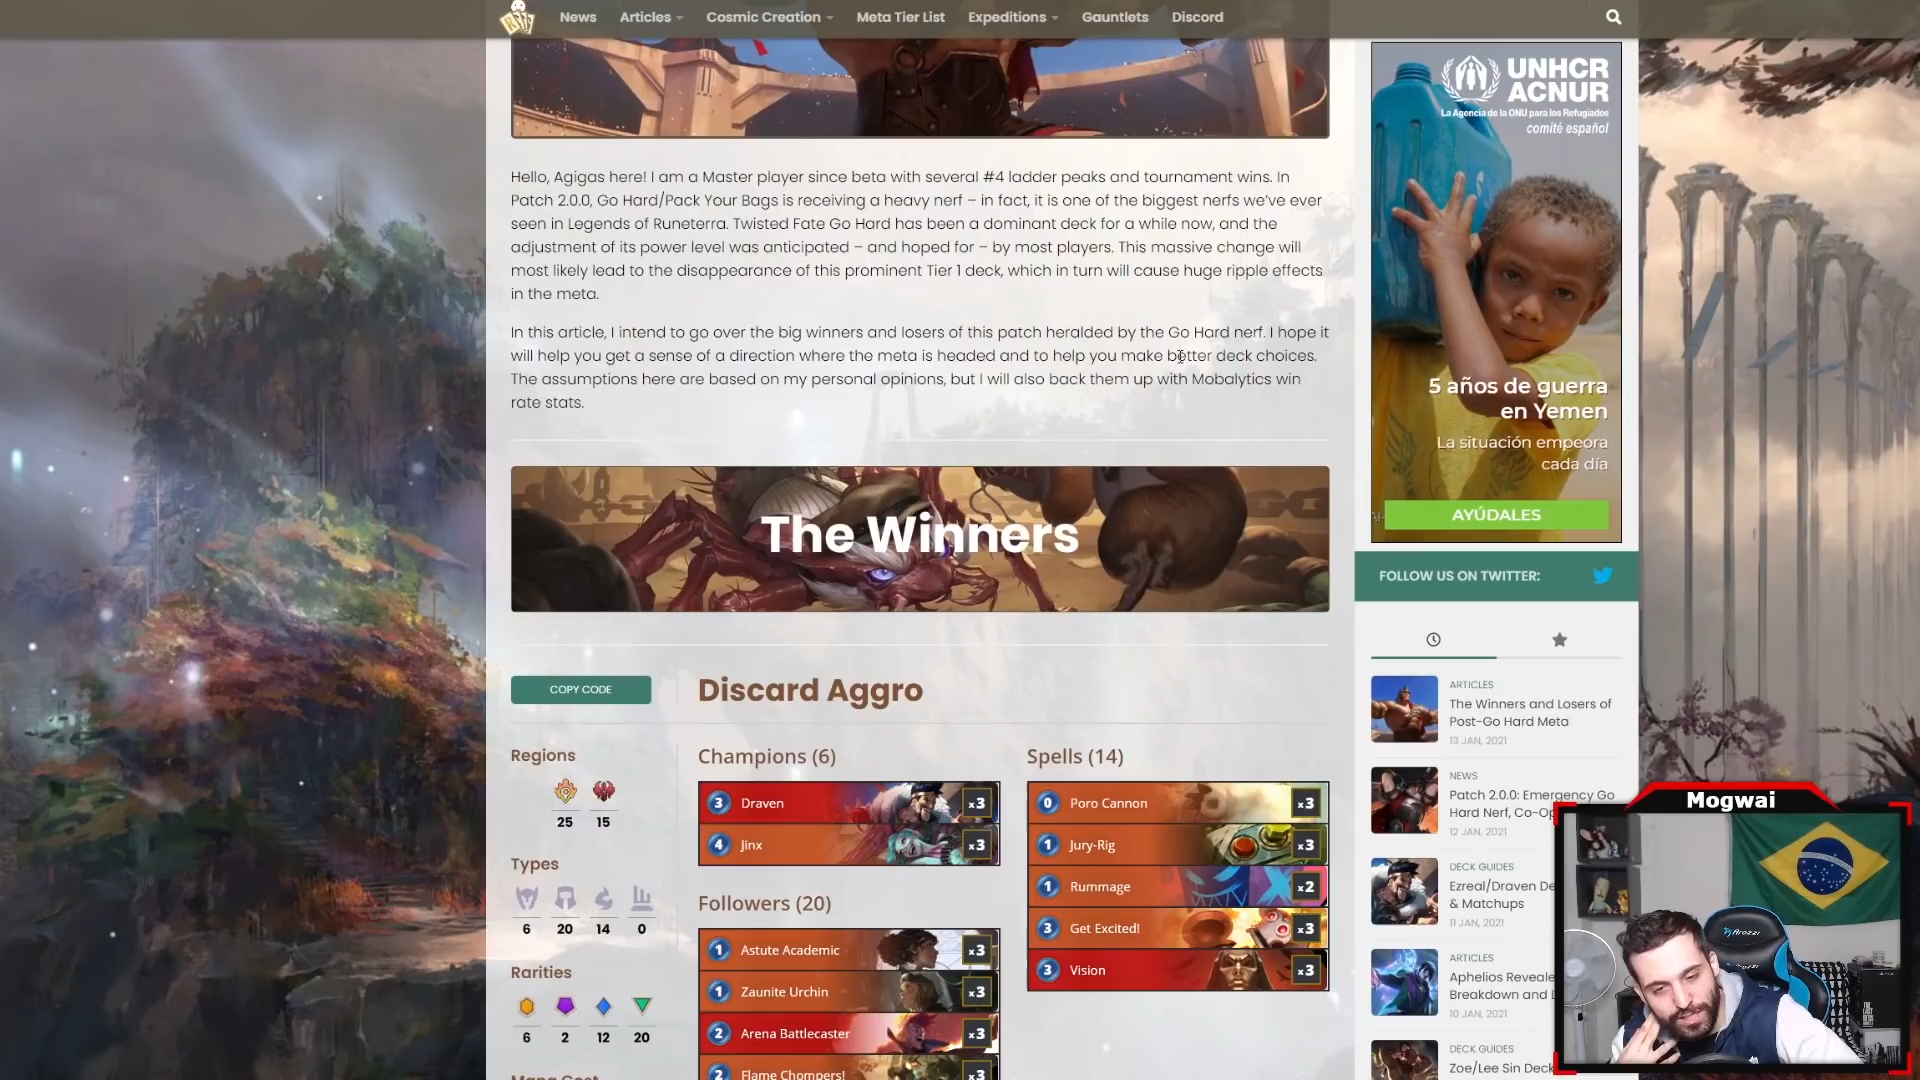 News Articles Cosmic Creation Meta Tier List Expeditions Gauntlets Discord
Hello, Agigas here! I am a Master player since beta with several #4 ladder peaks and tournament wins. In
Patch 2.0.0, Go Hard/Pack Your Bags is receiving a heavy nerf – in fact, it is one of the biggest nerfs we've ever
seen in Legends of Runeterra. Twisted Fate Go Hard has been a dominant deck for a while now, and the
adjustment of its power level was anticipated – and hoped for – by most players. This massive change will
most likely lead to the disappearance of this prominent Tier 1 deck, which in turn will cause huge ripple effects
in the meta.
In this article, I intend to go over the big winners and losers of this patch heralded by the Go Hard nerf. I hope it
will help you get a sense of a direction where the meta is headed and to help you make better deck choices.
The assumptions here are based on my personal opinions, but I will also back them up with Mobalytics win
rate stats.
The Winners
COPY CODE
Discard Aggro
Regions
25 15
Types
6 20 14 0
Rarities
6 2 12 20
Mana Cost
Champions (6)
3 Draven x3
4 Jinx x3
Followers (20)
1 Astute Academic x3
1 Zaunite Urchin x3
2 Arena Battlecaster x3
2 Flame Chompers! x3
Spells (14)
0 Poro Cannon x3
1 Jury-Rig x3
1 Rummage x2
3 Get Excited! x3
3 Vision x3
UNHCR
ACNUR
La Agencia de la ONU para los Refugiados
comité español
5 años de guerra
en Yemen
La situación empeora
cada día
AYÚDALES
FOLLOW US ON TWITTER:
ARTICLES
The Winners and Losers of
Post-Go Hard Meta
13 JAN, 2021
NEWS
Patch 2.0.0: Emergency Go
Hard Nerf, Co-Op
12 JAN, 2021
DECK GUIDES
Ezreal/Draven De
& Matchups
11 JAN, 2021
ARTICLES
Aphelios Reveale
Breakdown and
10 JAN, 2021
DECK GUIDES
Zoe/Lee Sin Deck
Mogwai
AROZZI